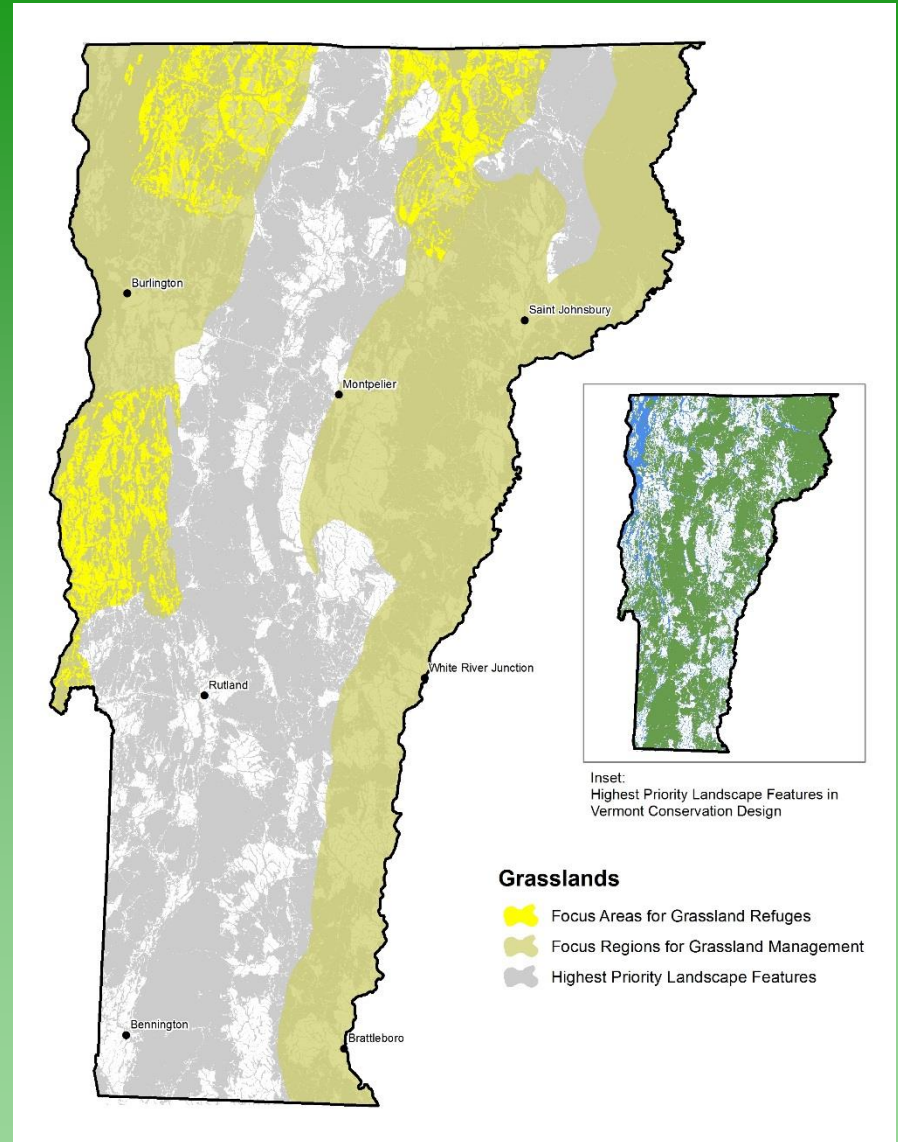 Burlington
Saint Johnsbury
Montpelier
White River Junction
Rutland
Inset:
Highest Priority Landscape Features in
Vermont Conservation Design
Grasslands
Focus Areas for Grassland Refuges
Focus Regions for Grassland Management
Highest Priority Landscape Features
Bennington
Brattleboro